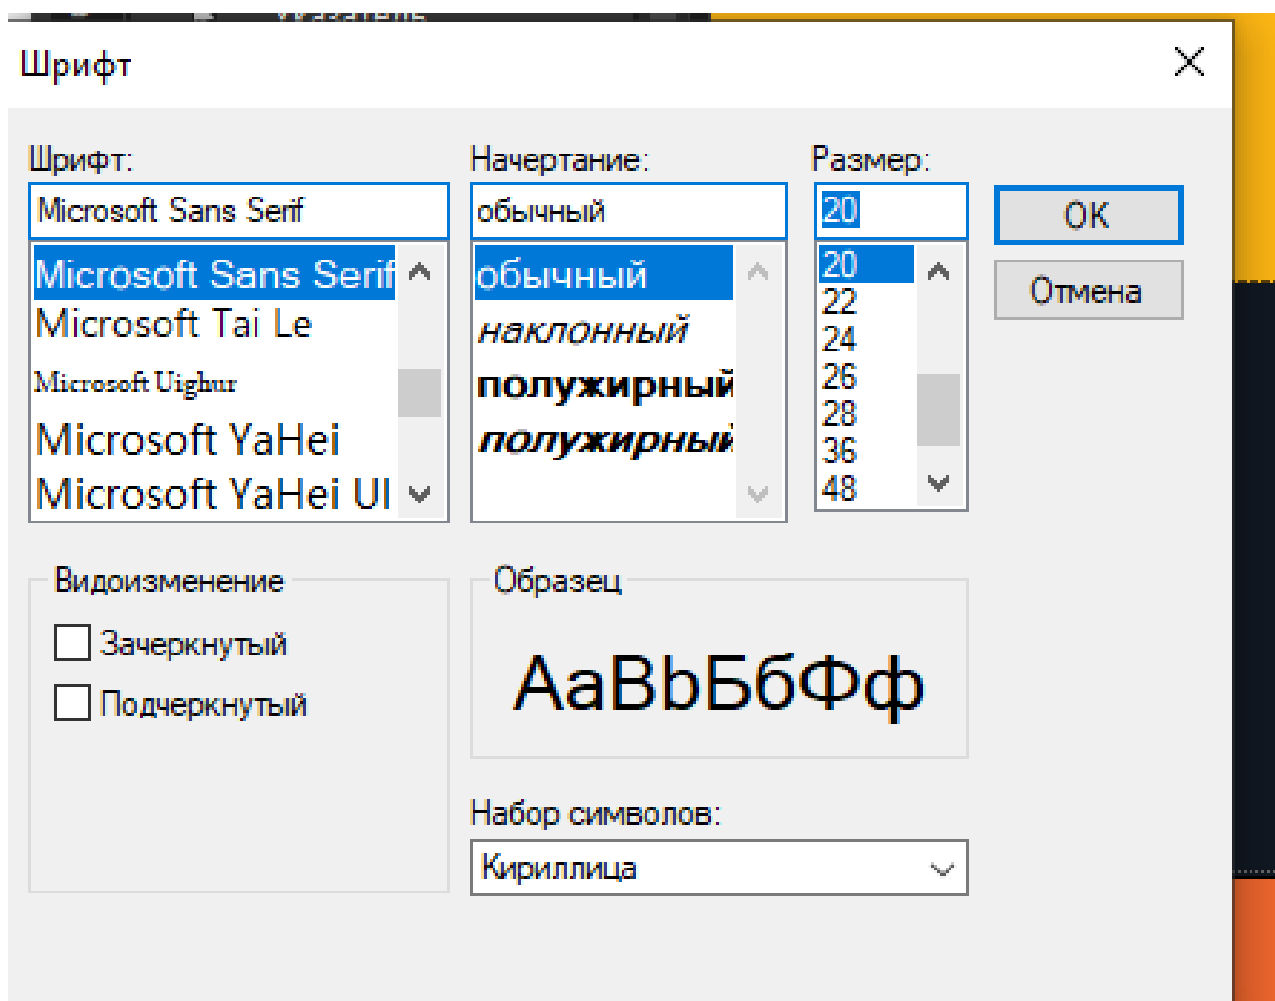 Указатель
Шрифт
Шрифт:
Microsoft Sans Serif
Microsoft Sans Serif
Microsoft Tai Le
Microsoft Uighur
Microsoft YaHei
Microsoft YaHei UI
Начертание:
обычный
обычный
наклонный
полужирный
полужирный
Размер:
20
20
22
24
26
28
36
48
OK
Отмена
Видоизменение
Зачеркнутый
Подчеркнутый
Образец
АаBbБбФф
Набор символов:
Кириллица